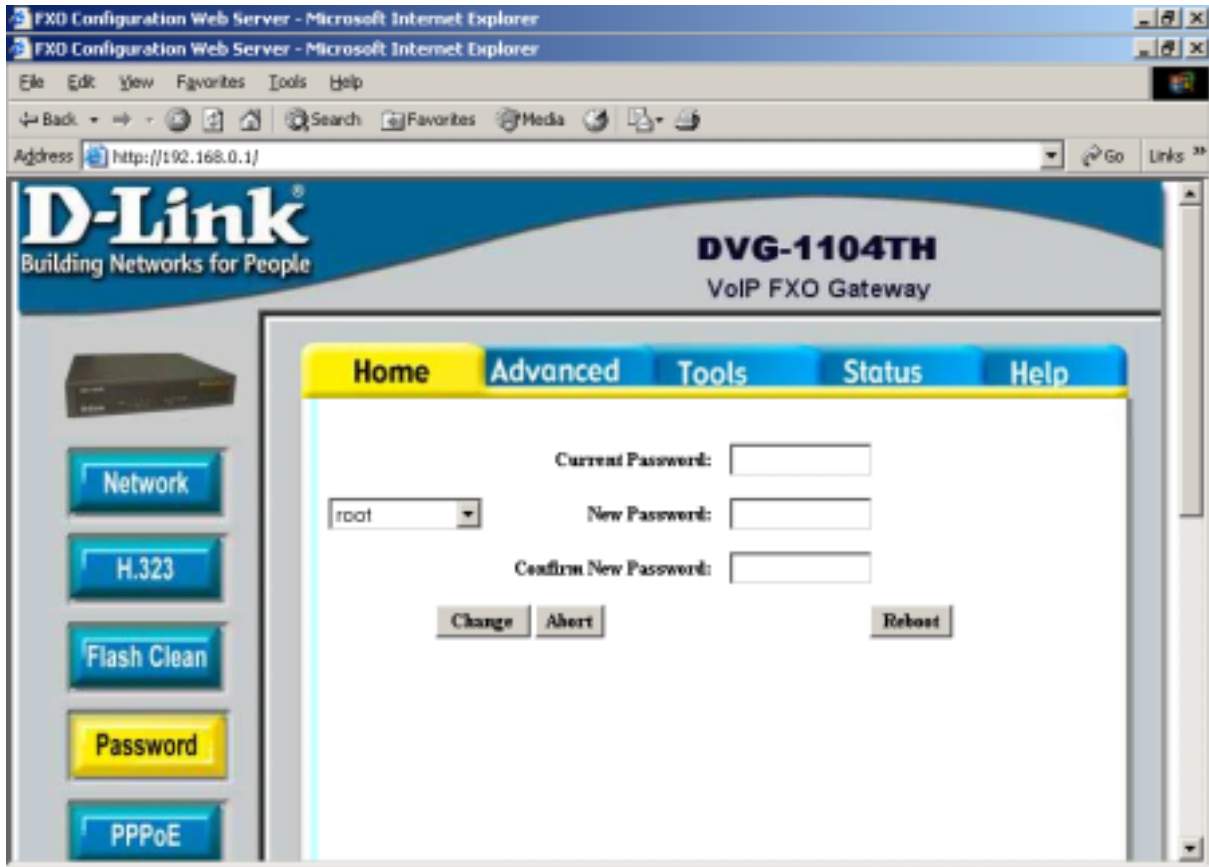 FXO Configuration Web Server - Microsoft Internet Explorer
FXO Configuration Web Server - Microsoft Internet Explorer
File Edit View Favorites Tools Help
Back Search Favorites Media
Address http://192.168.0.1/ Go Links »
D-Link®
Building Networks for People
DVG-1104TH
VoIP FXO Gateway
Home Advanced Tools Status Help
Network
H.323
Flash Clean
Password
PPPoE
Current Password:
root New Password:
Confirm New Password:
Change Abort Reboot